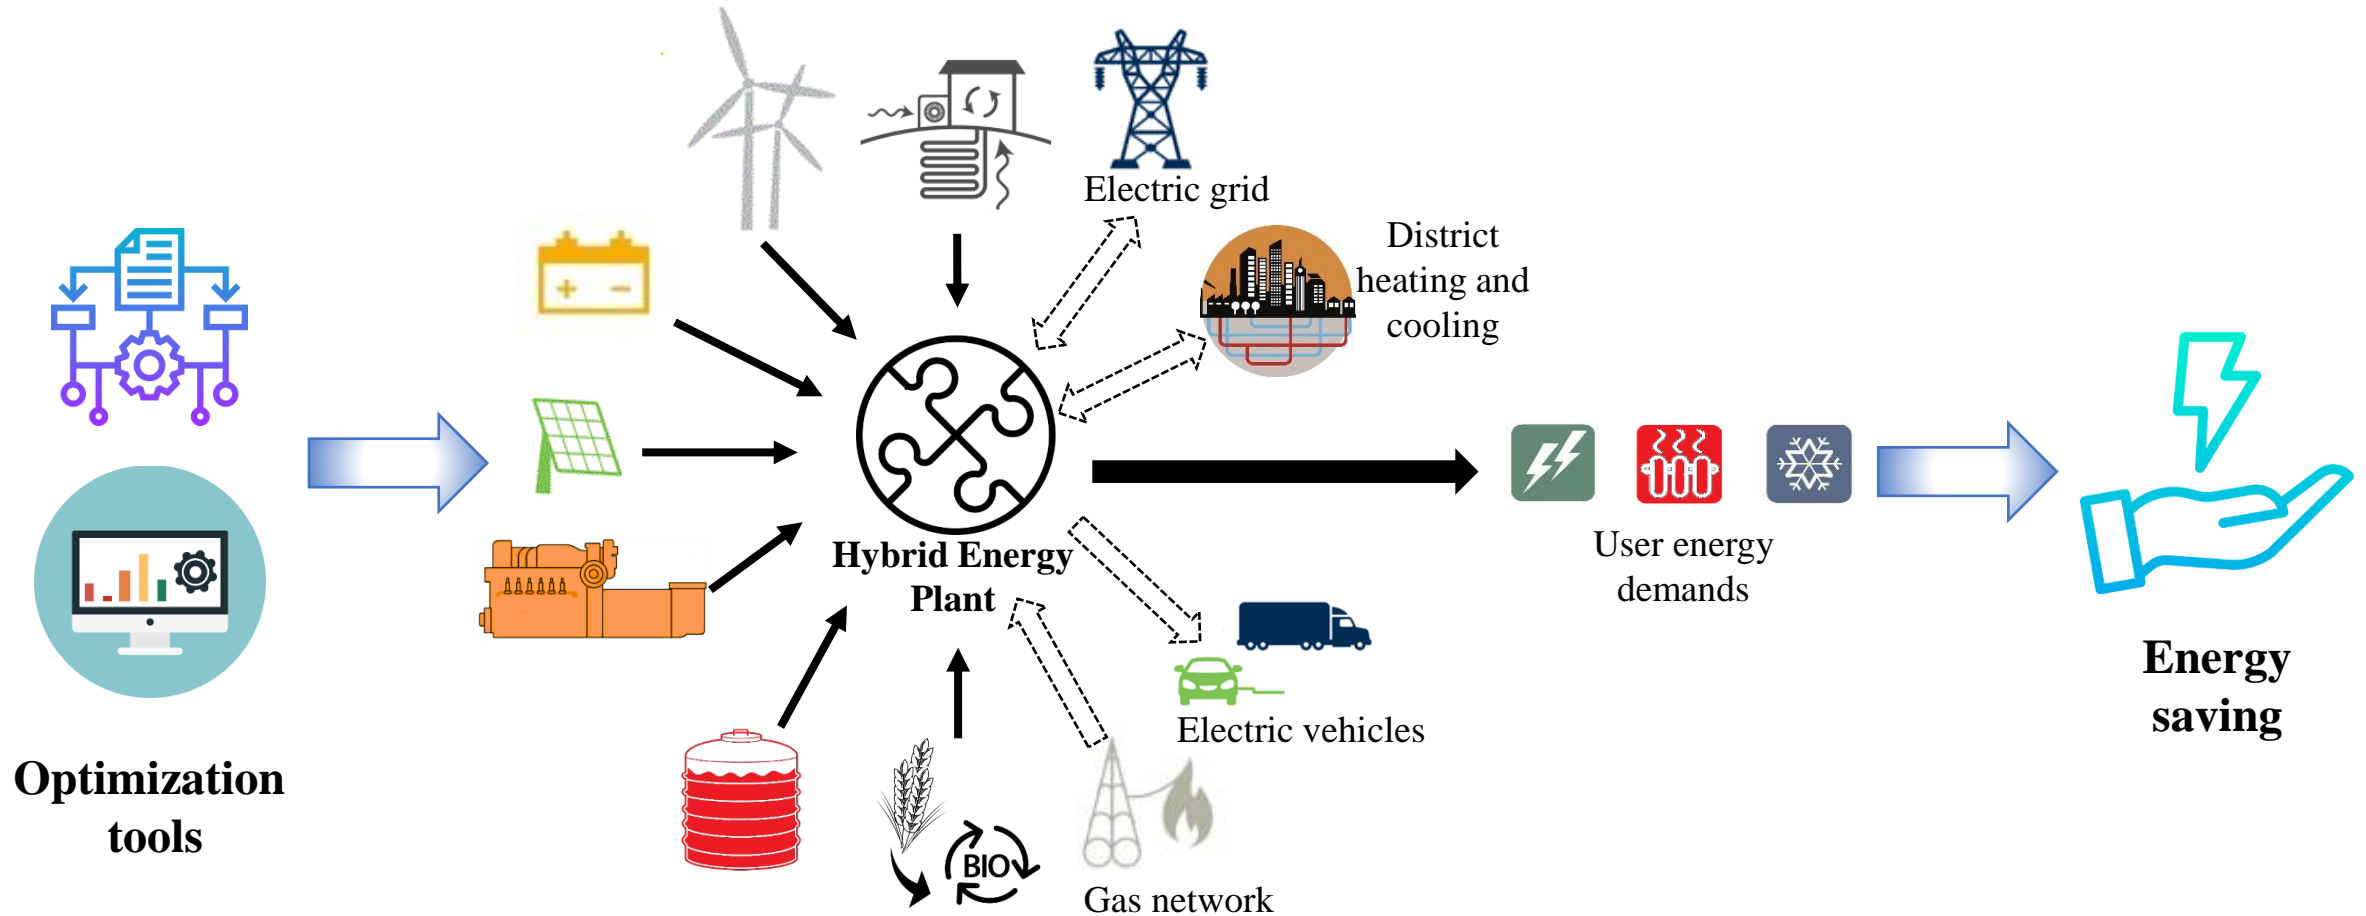 Electric grid
District
heating and
cooling
Hybrid Energy
Plant
User energy
demands
Electric vehicles
Energy
saving
Optimization
tools
BIO
Gas network